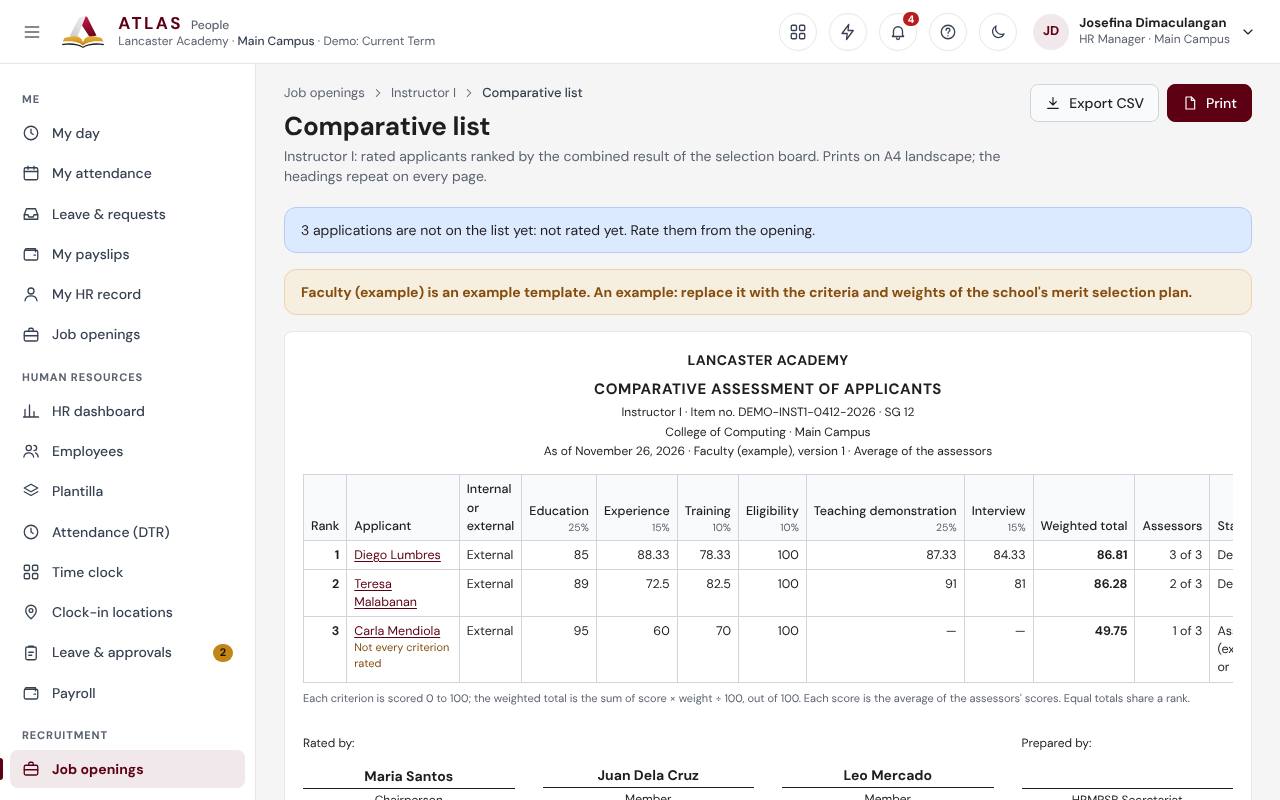 ATLAS People
Lancaster Academy · Main Campus · Demo: Current Term
4
JD
Josefina Dimaculangan
HR Manager · Main Campus
ME
My day
My attendance
Leave & requests
My payslips
My HR record
Job openings
HUMAN RESOURCES
HR dashboard
Employees
Plantilla
Attendance (DTR)
Time clock
Clock-in locations
Leave & approvals 2
Payroll
RECRUITMENT
Job openings
Job openings > Instructor I > Comparative list
Export CSV
Print
Comparative list
Instructor I: rated applicants ranked by the combined result of the selection board. Prints on A4 landscape; the
headings repeat on every page.
3 applications are not on the list yet: not rated yet. Rate them from the opening.
Faculty (example) is an example template. An example: replace it with the criteria and weights of the school's merit selection plan.
LANCASTER ACADEMY
COMPARATIVE ASSESSMENT OF APPLICANTS
Instructor I · Item no. DEMO-INST1-0412-2026 · SG 12
College of Computing · Main Campus
As of November 26, 2026 · Faculty (example), version 1 · Average of the assessors
Rank Applicant Internal or external Education 25% Experience 15% Training 10% Eligibility 10% Teaching demonstration 25% Interview 15% Weighted total Assessors Sta
1 Diego Lumbres External 85 88.33 78.33 100 87.33 84.33 86.81 3 of 3 De
2 Teresa Malabanan External 89 72.5 82.5 100 91 81 86.28 2 of 3 De
3 Carla Mendiola External 95 60 70 100 — — 49.75 1 of 3
Not every criterion
rated
(ex
or
Each criterion is scored 0 to 100; the weighted total is the sum of score × weight ÷ 100, out of 100. Each score is the average of the assessors' scores. Equal totals share a rank.
Rated by:
Prepared by:
Maria Santos
Juan Dela Cruz
Leo Mercado
Chairperson
Member
Member
HRMPSB Secretariat